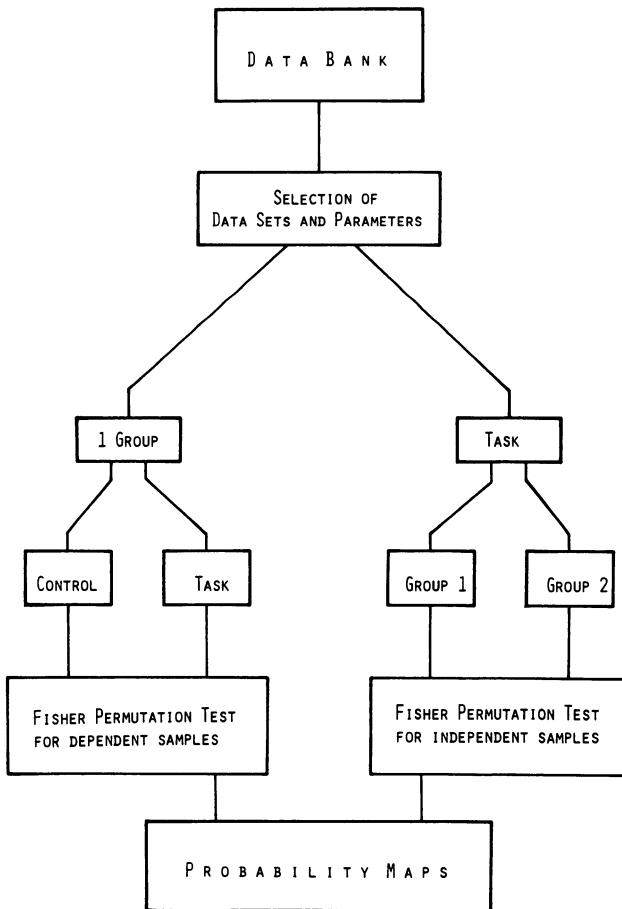 DATA BANK
SELECTION OF
DATA SETS AND PARAMETERS
1 GROUP
TASK
CONTROL
TASK
GROUP 1
GROUP 2
FISHER PERMUTATION TEST
FOR DEPENDENT SAMPLES
FISHER PERMUTATION TEST
FOR INDEPENDENT SAMPLES
PROBABILITY MAPS